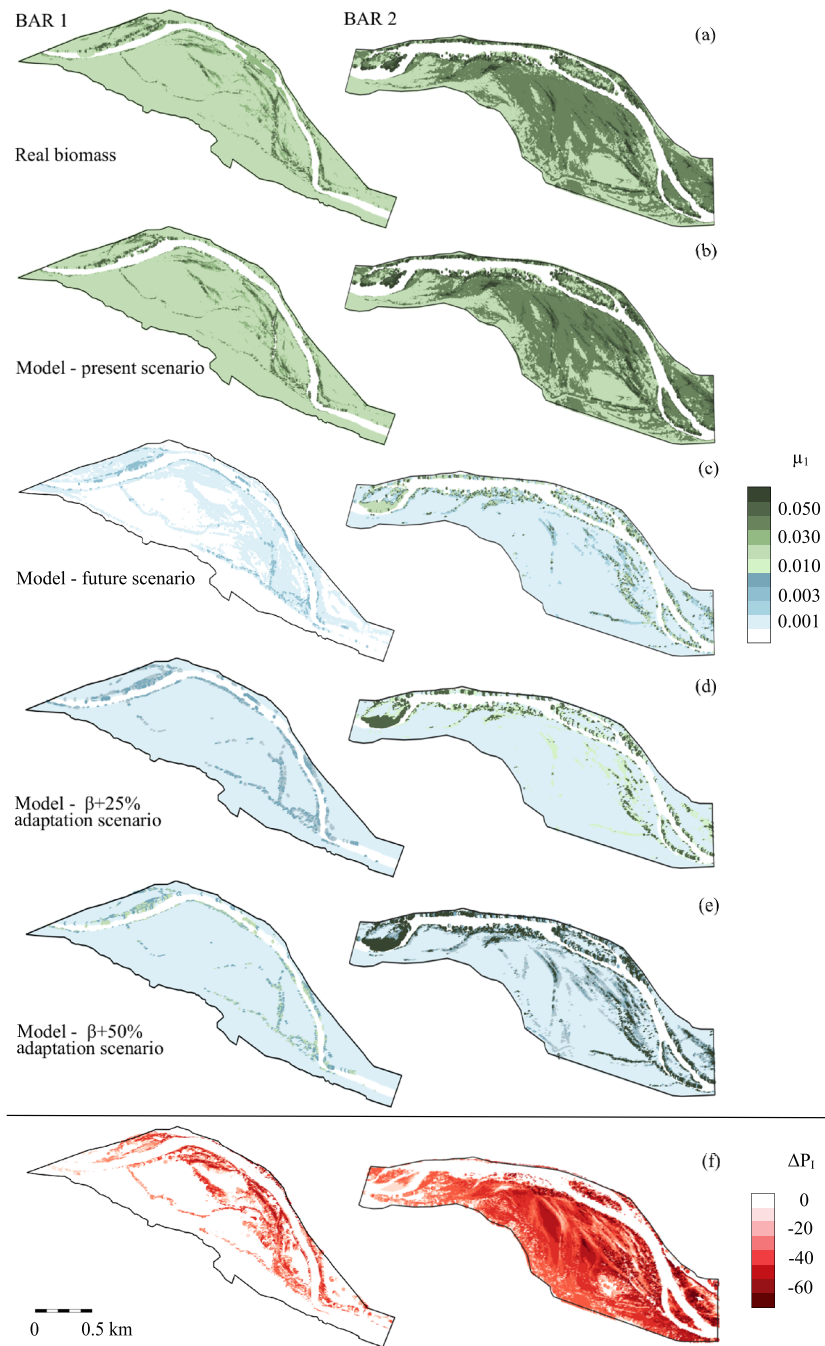 BAR 1
BAR 2
(a)
Real biomass
(b)
Model - present scenario
(c)
μ1
0.050
0.030
0.010
0.003
0.001
Model - future scenario
(d)
Model - β+25%
adaptation scenario
(e)
Model - β+50%
adaptation scenario
(f)
ΔPI
0
-20
-40
-60
0 0.5 km